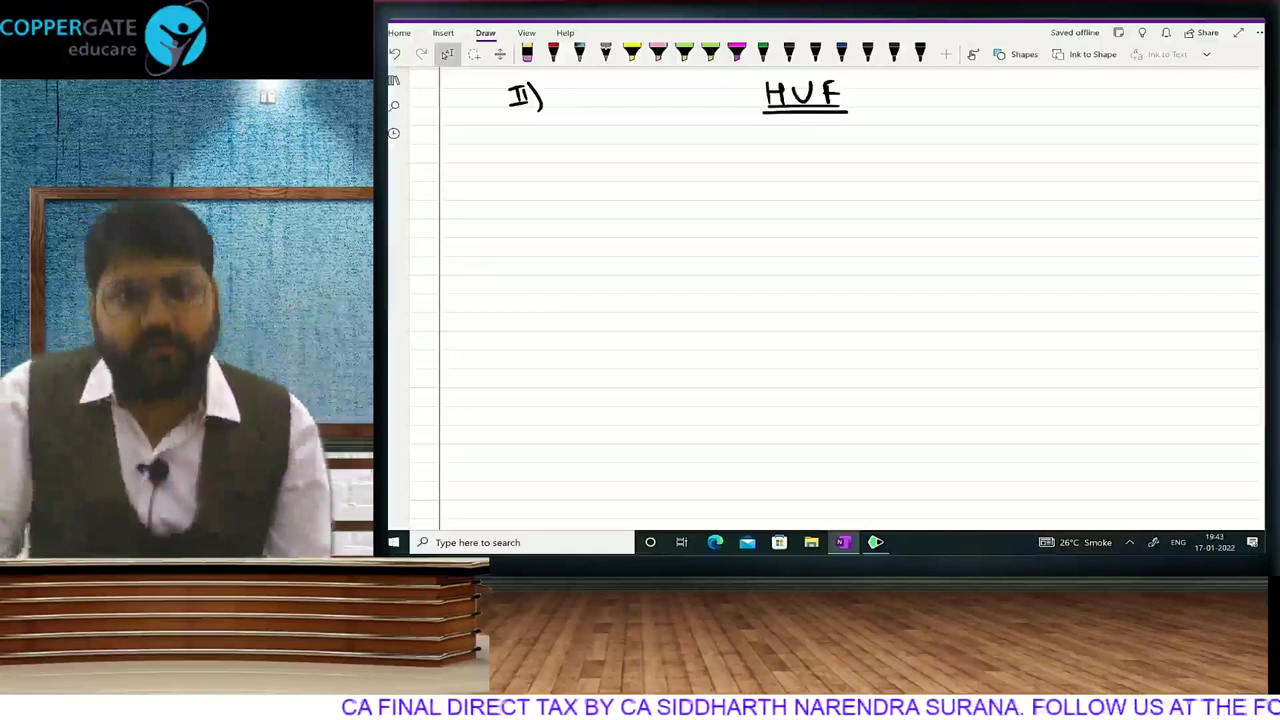 COPPERGATE
educare
Home Insert Draw View Help
Saved offline
Share
Shapes
Ink to Shape
Ink to Text
II) HUF
Type here to search
26°C Smoke
ENG
19:43
17-01-2022
CA FINAL DIRECT TAX BY CA SIDDHARTH NARENDRA SURANA. FOLLOW US AT THE FO